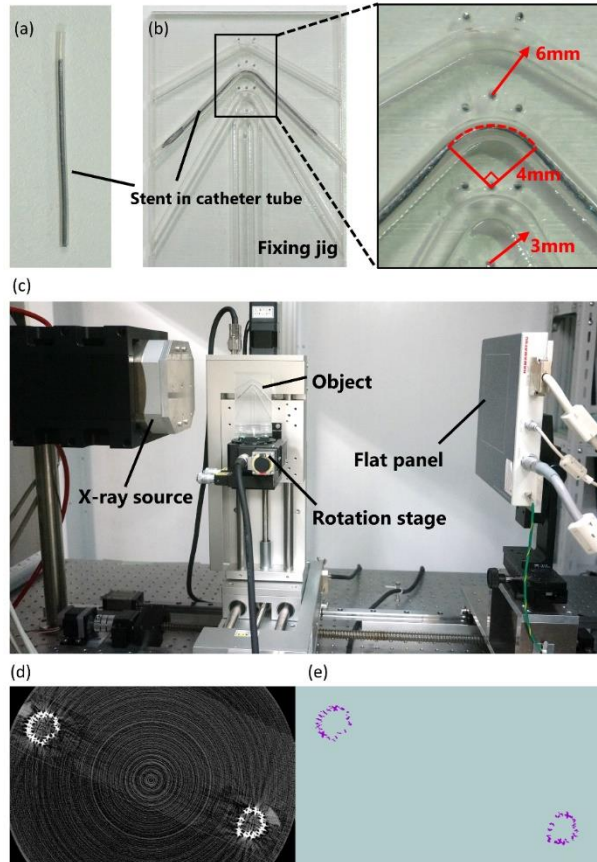 (a)
(b)
6mm
4mm
3mm
Stent in catheter tube
Fixing jig
(c)
Object
Flat panel
X-ray source
Rotation stage
(d)
(e)